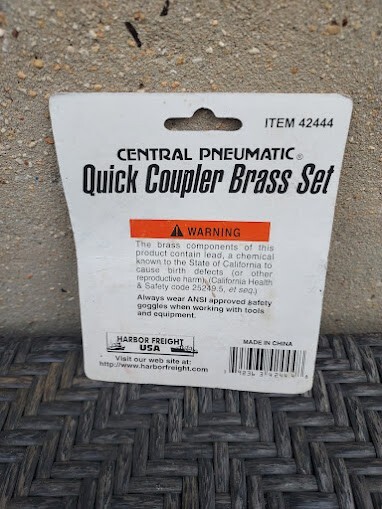 ITEM 42444
CENTRAL PNEUMATIC®
Quick Coupler Brass Set
WARNING
The brass components of this
product contain lead, a chemical
known to the State of California to
cause birth defects (or other
reproductive harm). (California Health
& Safety code 25249.5, et seq.)
Always wear ANSI approved safety
goggles when working with tools
and equipment.
HARBOR FREIGHT
USA
Visit our web site at:
http://www.harborfreight.com
MADE IN CHINA